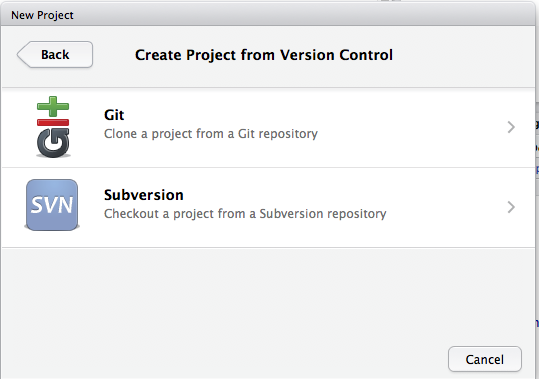 New Project
Back
Create Project from Version Control
Git
Clone a project from a Git repository
SVN
Subversion
Checkout a project from a Subversion repository
Cancel